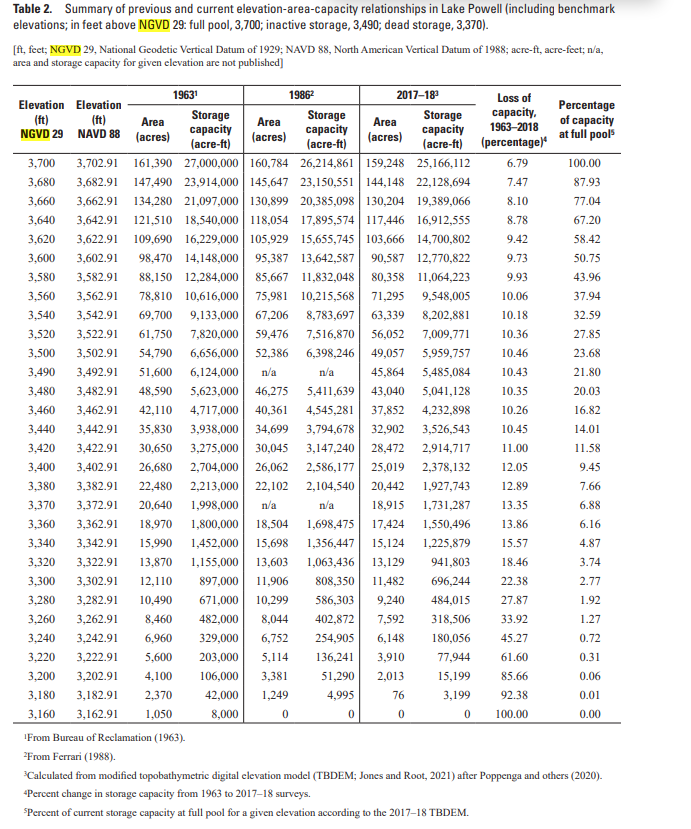 Table 2. Summary of previous and current elevation-area-capacity relationships in Lake Powell (including benchmark
elevations; in feet above NGVD 29: full pool, 3,700; inactive storage, 3,490; dead storage, 3,370).
[ft, feet; NGVD 29, National Geodetic Vertical Datum of 1929; NAVD 88, North American Vertical Datum of 1988; acre-ft, acre-feet; n/a,
area and storage capacity for given elevation are not published]
Elevation (ft) NGVD 29 Elevation (ft) NAVD 88 1963¹ 1986² 2017–18³ Loss of capacity, 1963–2018 (percentage)⁴ Percentage of capacity at full pool⁵
Area (acres) Storage capacity (acre-ft) Area (acres) Storage capacity (acre-ft) Area (acres) Storage capacity (acre-ft)
3,700 3,702.91 161,390 27,000,000 160,784 26,214,861 159,248 25,166,112 6.79 100.00
3,680 3,682.91 147,490 23,914,000 145,647 23,150,551 144,148 22,128,694 7.47 87.93
3,660 3,662.91 134,280 21,097,000 130,899 20,385,098 130,204 19,389,066 8.10 77.04
3,640 3,642.91 121,510 18,540,000 118,054 17,895,574 117,446 16,912,555 8.78 67.20
3,620 3,622.91 109,690 16,229,000 105,929 15,655,745 103,666 14,700,802 9.42 58.42
3,600 3,602.91 98,470 14,148,000 95,387 13,642,587 90,587 12,770,822 9.73 50.75
3,580 3,582.91 88,150 12,284,000 85,667 11,832,048 80,358 11,064,223 9.93 43.96
3,560 3,562.91 78,810 10,616,000 75,981 10,215,568 71,295 9,548,005 10.06 37.94
3,540 3,542.91 69,700 9,133,000 67,206 8,783,697 63,339 8,202,881 10.18 32.59
3,520 3,522.91 61,750 7,820,000 59,476 7,516,870 56,052 7,009,771 10.36 27.85
3,500 3,502.91 54,790 6,656,000 52,386 6,398,246 49,057 5,959,757 10.46 23.68
3,490 3,492.91 51,600 6,124,000 n/a n/a 45,864 5,485,084 10.43 21.80
3,480 3,482.91 48,590 5,623,000 46,275 5,411,639 43,040 5,041,128 10.35 20.03
3,460 3,462.91 42,110 4,717,000 40,361 4,545,281 37,852 4,232,898 10.26 16.82
3,440 3,442.91 35,830 3,938,000 34,699 3,794,678 32,902 3,526,543 10.45 14.01
3,420 3,422.91 30,650 3,275,000 30,045 3,147,240 28,472 2,914,717 11.00 11.58
3,400 3,402.91 26,680 2,704,000 26,062 2,586,177 25,019 2,378,132 12.05 9.45
3,380 3,382.91 22,480 2,213,000 22,102 2,104,540 20,442 1,927,743 12.89 7.66
3,370 3,372.91 20,640 1,998,000 n/a n/a 18,915 1,731,287 13.35 6.88
3,360 3,362.91 18,970 1,800,000 18,504 1,698,475 17,424 1,550,496 13.86 6.16
3,340 3,342.91 15,990 1,452,000 15,698 1,356,447 15,124 1,225,879 15.57 4.87
3,320 3,322.91 13,870 1,155,000 13,603 1,063,436 13,129 941,803 18.46 3.74
3,300 3,302.91 12,110 897,000 11,906 808,350 11,482 696,244 22.38 2.77
3,280 3,282.91 10,490 671,000 10,299 586,303 9,240 484,015 27.87 1.92
3,260 3,262.91 8,460 482,000 8,044 402,872 7,592 318,506 33.92 1.27
3,240 3,242.91 6,960 329,000 6,752 254,905 6,148 180,056 45.27 0.72
3,220 3,222.91 5,600 203,000 5,114 136,241 3,910 77,944 61.60 0.31
3,200 3,202.91 4,100 106,000 3,381 51,290 2,013 15,199 85.66 0.06
3,180 3,182.91 2,370 42,000 1,249 4,995 76 3,199 92.38 0.01
3,160 3,162.91 1,050 8,000 0 0 0 0 100.00 0.00
¹From Bureau of Reclamation (1963).
²From Ferrari (1988).
³Calculated from modified topobathymetric digital elevation model (TBDEM; Jones and Root, 2021) after Poppenga and others (2020).
⁴Percent change in storage capacity from 1963 to 2017–18 surveys.
⁵Percent of current storage capacity at full pool for a given elevation according to the 2017–18 TBDEM.